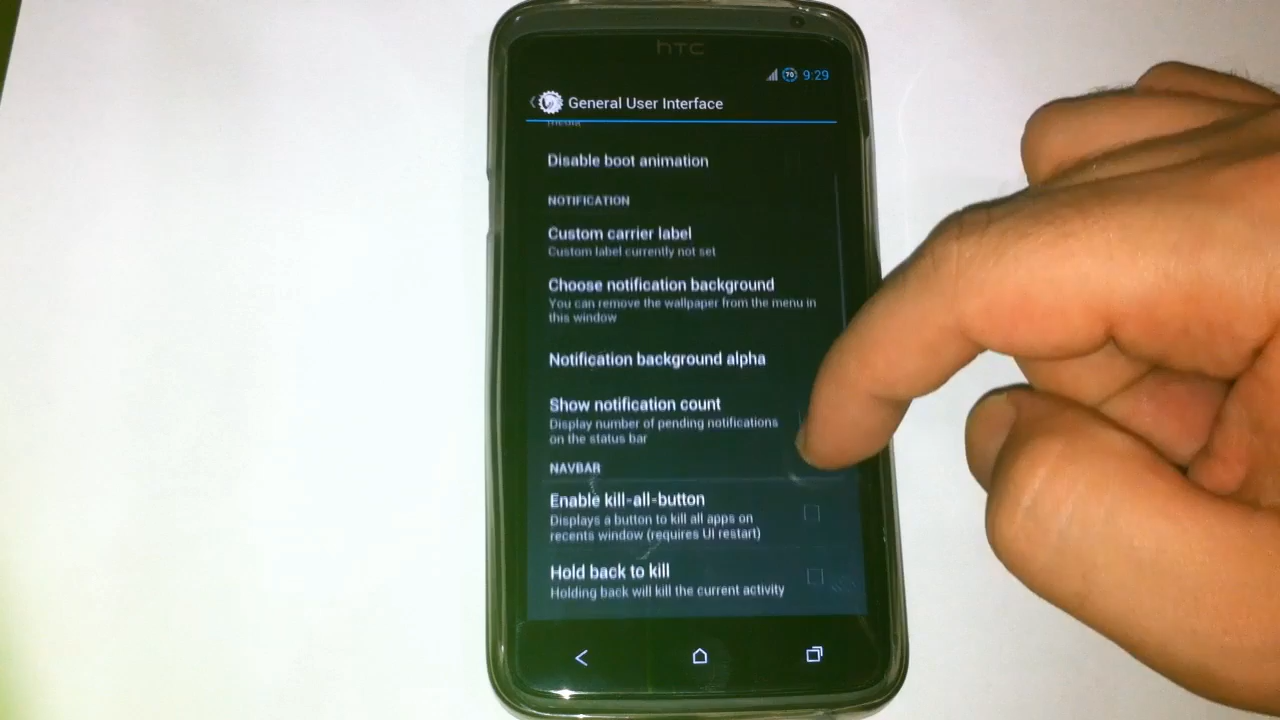 hTC
70 9:29
General User Interface
media
Disable boot animation
NOTIFICATION
Custom carrier label
Custom label currently not set
Choose notification background
You can remove the wallpaper from the menu in
this window
Notification background alpha
Show notification count
Display number of pending notifications
on the status bar
NAVBAR
Enable kill-all-button
Displays a button to kill all apps on
recents window (requires UI restart)
Hold back to kill
Holding back will kill the current activity